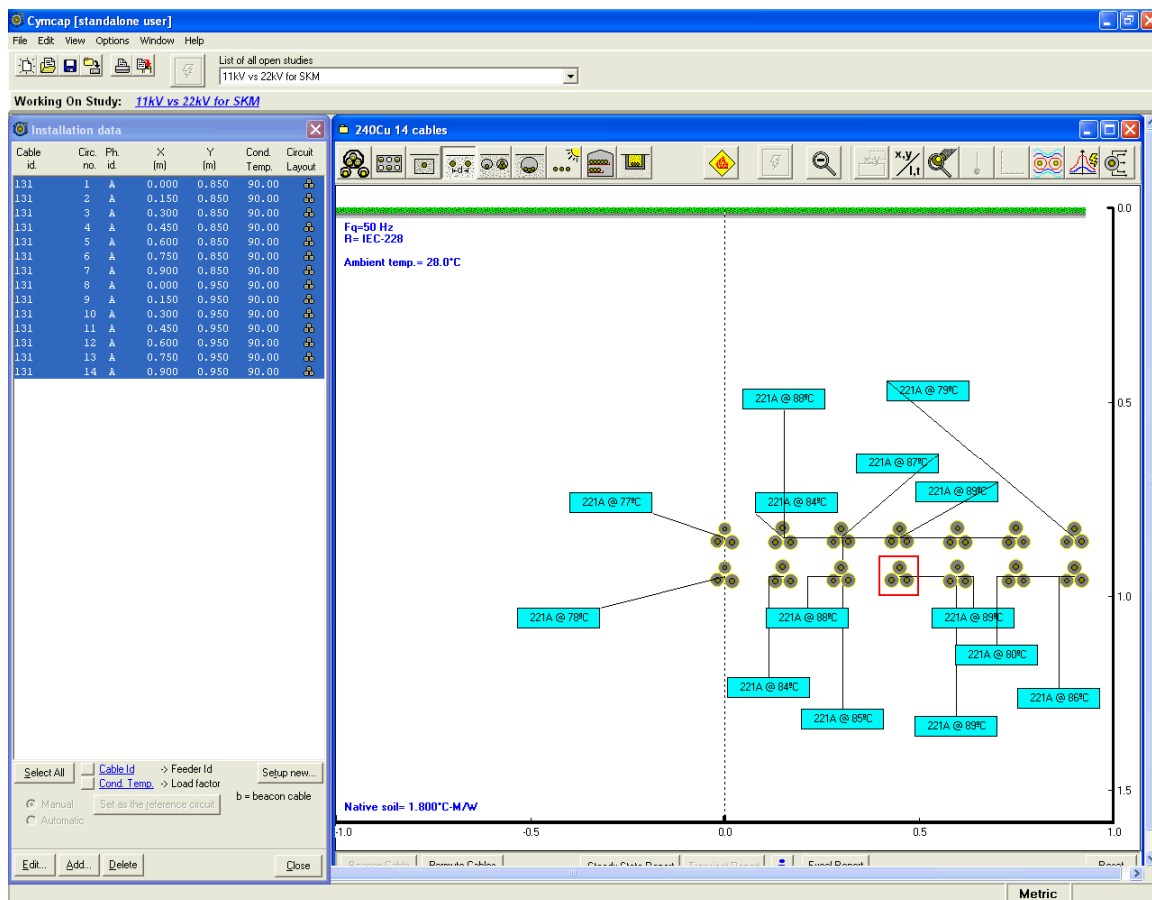 Cymcap [standalone user]
File Edit View Options Window Help
List of all open studies
11kV vs 22kV for SKM
Working On Study: 11kV vs 22kV for SKM
Installation data
Cable id. Circ. no. Ph. id. X (m) Y (m) Cond. Temp. Circuit Layout
131 1 A 0.000 0.850 90.00
131 2 A 0.150 0.850 90.00
131 3 A 0.300 0.850 90.00
131 4 A 0.450 0.850 90.00
131 5 A 0.600 0.850 90.00
131 6 A 0.750 0.850 90.00
131 7 A 0.900 0.850 90.00
131 8 A 0.000 0.950 90.00
131 9 A 0.150 0.950 90.00
131 10 A 0.300 0.950 90.00
131 11 A 0.450 0.950 90.00
131 12 A 0.600 0.950 90.00
131 13 A 0.750 0.950 90.00
131 14 A 0.900 0.950 90.00
Select All
Cable Id -> Feeder Id
Cond. Temp. -> Load factor
Setup new...
b = beacon cable
Manual
Automatic
Set as the reference circuit
Edit... Add... Delete Close
240Cu 14 cables
x,y
x,y/l,t
Fq=50 Hz
R= IEC-228
Ambient temp.= 28.0°C
0.0
221A @ 88ºC
221A @ 79ºC
0.5
221A @ 87ºC
221A @ 77ºC
221A @ 84ºC
221A @ 89ºC
1.0
221A @ 78ºC
221A @ 88ºC
221A @ 89ºC
221A @ 80ºC
221A @ 84ºC
221A @ 86ºC
221A @ 85ºC
221A @ 89ºC
1.5
Native soil= 1.800°C-M/W
-1.0 -0.5 0.0 0.5 1.0
Beacon Cable Permute Cables Steady State Report Transient Report Excel Report Reset
Metric